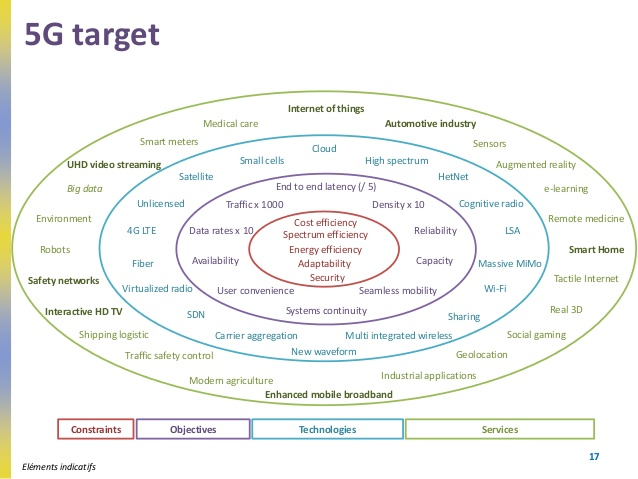 5G target
Internet of things
Medical care
Automotive industry
Smart meters
Cloud
Sensors
UHD video streaming
Small cells
High spectrum
Augmented reality
Satellite
HetNet
Big data
End to end latency (/ 5)
e-learning
Unlicensed
Traffic x 1000
Density x 10
Cognitive radio
Environment
Cost efficiency
Remote medicine
4G LTE
Data rates x 10
Spectrum efficiency
Reliability
LSA
Robots
Energy efficiency
Smart Home
Fiber
Availability
Adaptability
Capacity
Massive MiMo
Safety networks
Security
Tactile Internet
Virtualized radio
User convenience
Seamless mobility
Wi-Fi
Interactive HD TV
SDN
Systems continuity
Sharing
Real 3D
Shipping logistic
Carrier aggregation
Multi integrated wireless
Social gaming
Traffic safety control
New waveform
Geolocation
Modern agriculture
Industrial applications
Enhanced mobile broadband
Constraints
Objectives
Technologies
Services
17
Eléments indicatifs